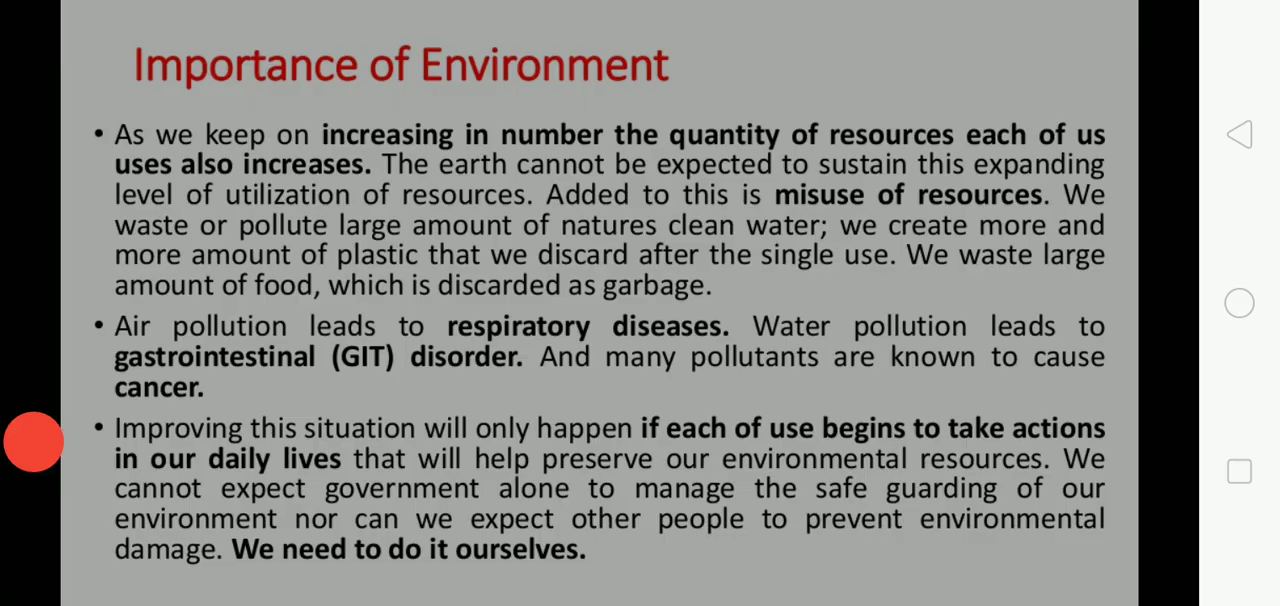 Importance of Environment
• As we keep on increasing in number the quantity of resources each of us
uses also increases. The earth cannot be expected to sustain this expanding
level of utilization of resources. Added to this is misuse of resources. We
waste or pollute large amount of natures clean water; we create more and
more amount of plastic that we discard after the single use. We waste large
amount of food, which is discarded as garbage.
• Air pollution leads to respiratory diseases. Water pollution leads to
gastrointestinal (GIT) disorder. And many pollutants are known to cause
cancer.
• Improving this situation will only happen if each of use begins to take actions
in our daily lives that will help preserve our environmental resources. We
cannot expect government alone to manage the safe guarding of our
environment nor can we expect other people to prevent environmental
damage. We need to do it ourselves.